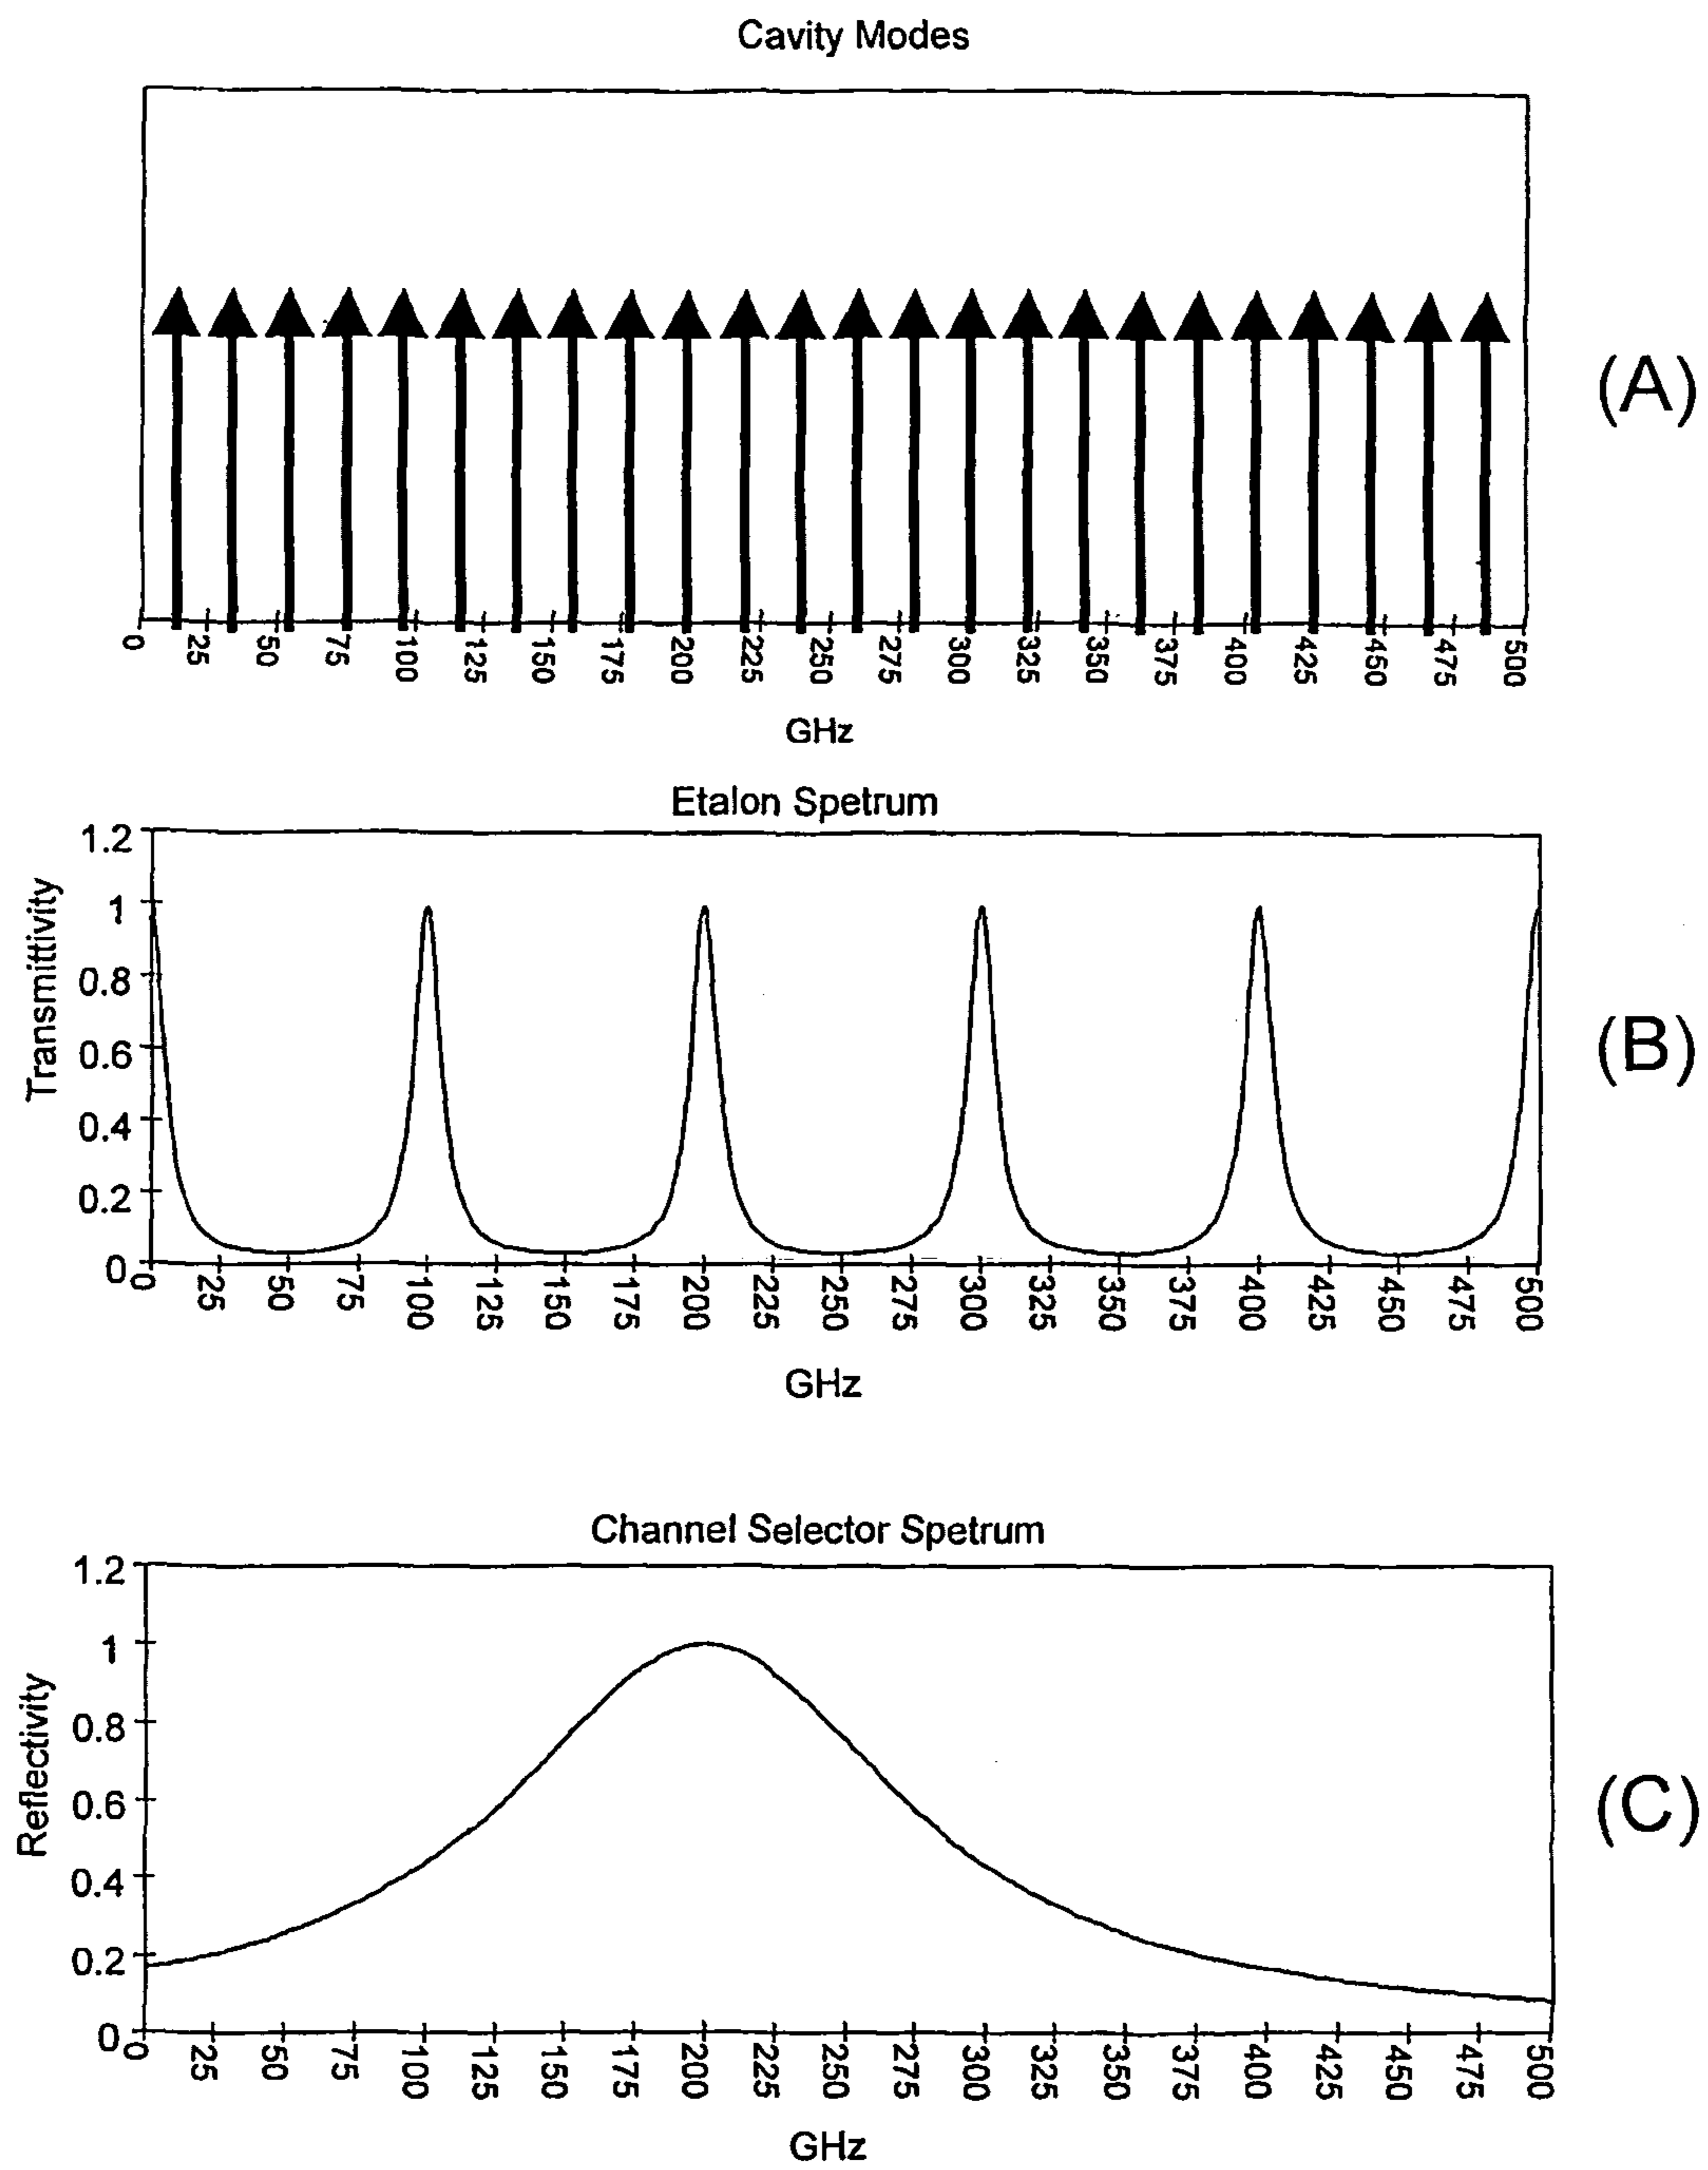 Cavity Modes
(A)
0 25 50 75 100 125 150 175 200 225 250 275 300 325 350 375 400 425 450 475 500
GHz
Etalon Spetrum
1.2
1
0.8
0.6
0.4
0.2
0
Transmittivity
(B)
0 25 50 75 100 125 150 175 200 225 250 275 300 325 350 375 400 425 450 475 500
GHz
Channel Selector Spetrum
1.2
1
0.8
0.6
0.4
0.2
0
Reflectivity
(C)
0 25 50 75 100 125 150 175 200 225 250 275 300 325 350 375 400 425 450 475 500
GHz